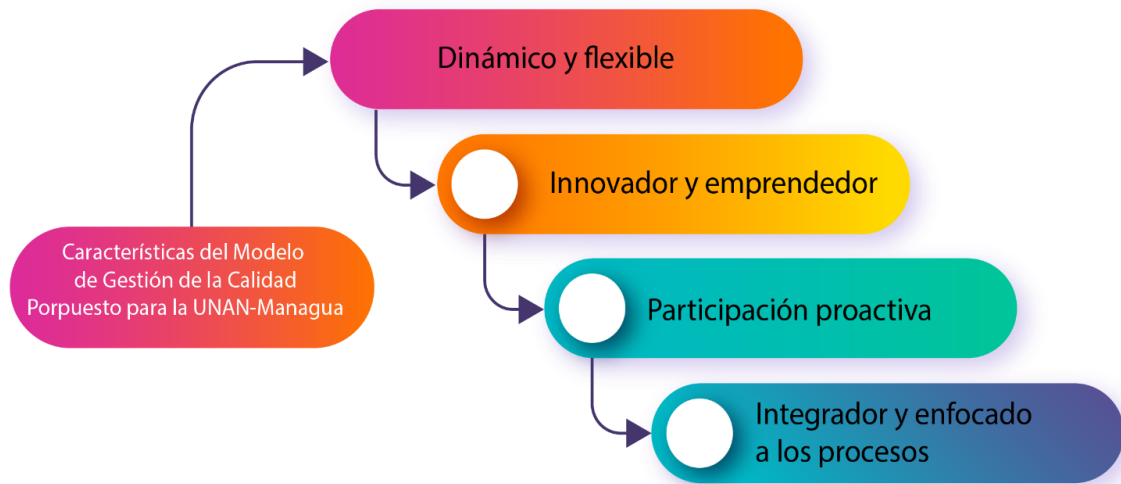 Dinámico y flexible
Innovador y emprendedor
Características del Modelo
de Gestión de la Calidad
Porpuesto para la UNAN-Managua
Participación proactiva
Integrador y enfocado
a los procesos